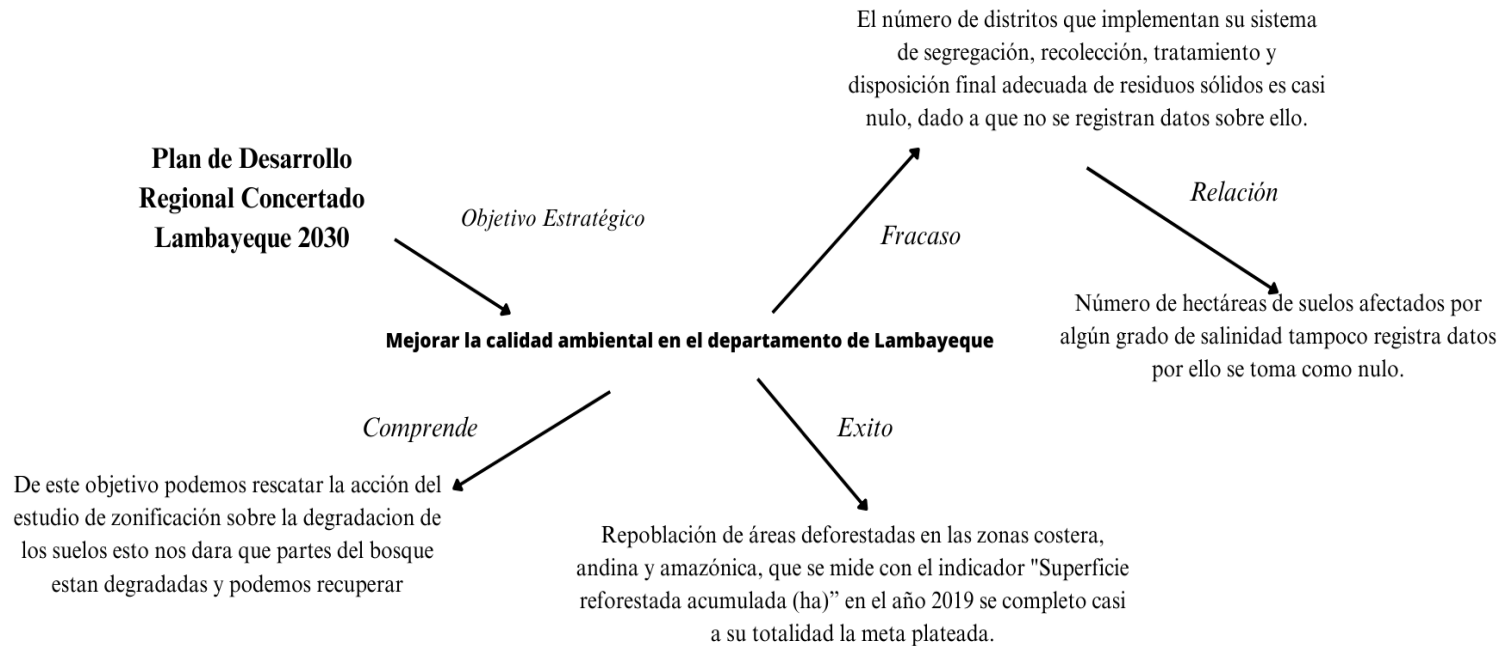 El número de distritos que implementan su sistema
de segregación, recolección, tratamiento y
disposición final adecuada de residuos sólidos es casi
nulo, dado a que no se registran datos sobre ello.
Plan de Desarrollo
Regional Concertado
Lambayeque 2030
Objetivo Estratégico
Fracaso
Relación
Número de hectáreas de suelos afectados por
algún grado de salinidad tampoco registra datos
por ello se toma como nulo.
Mejorar la calidad ambiental en el departamento de Lambayeque
Comprende
Exito
De este objetivo podemos rescatar la acción del
estudio de zonificación sobre la degradacion de
los suelos esto nos dara que partes del bosque
estan degradadas y podemos recuperar
Repoblación de áreas deforestadas en las zonas costera,
andina y amazónica, que se mide con el indicador "Superficie
reforestada acumulada (ha)” en el año 2019 se completo casi
a su totalidad la meta plateada.